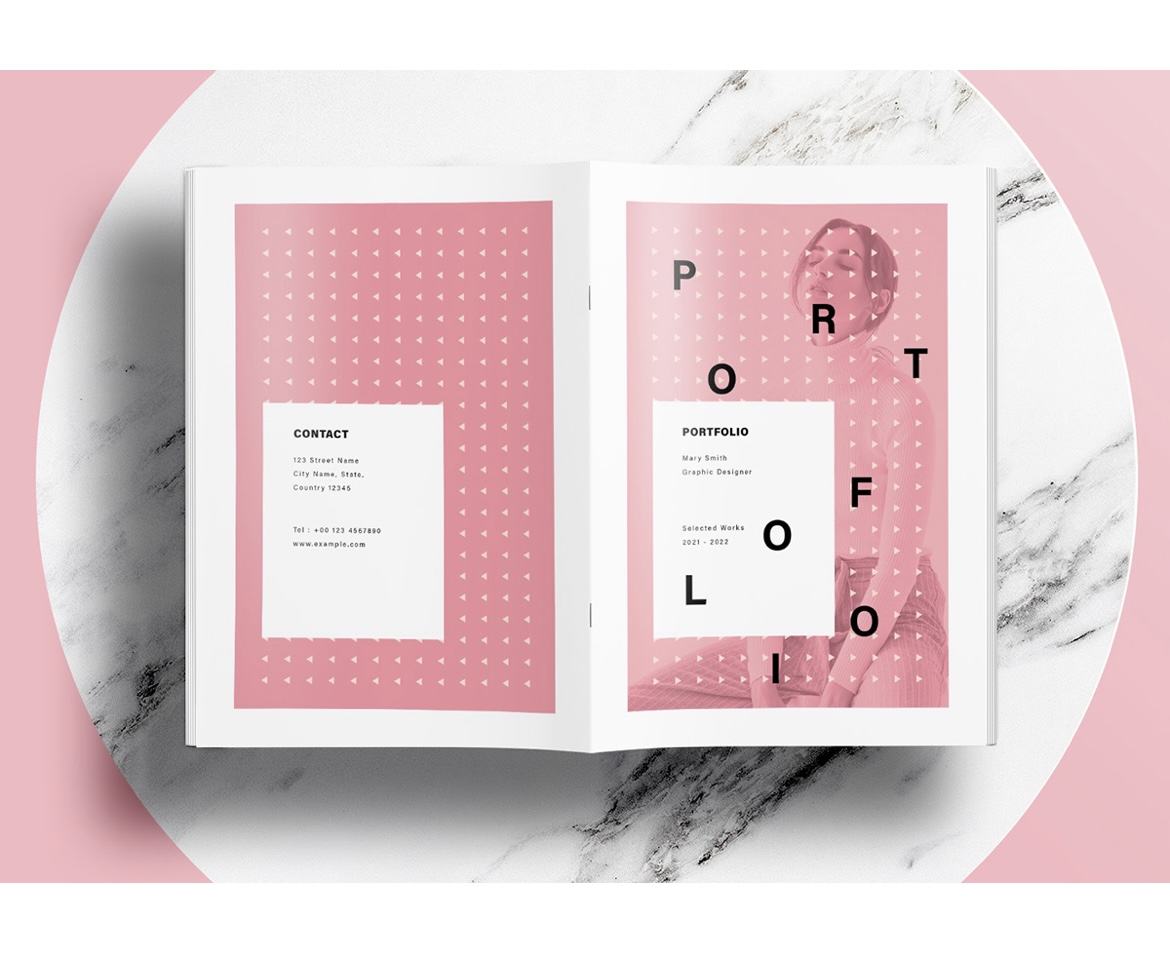 CONTACT
123 Street Name
City Name, State,
Country 12345
Tel : +00 123 4567890
www.example.com
P
R
T
O
PORTFOLIO
Mary Smith
Graphic Designer
F
Selected Works
2021 - 2022
O
L
O
I